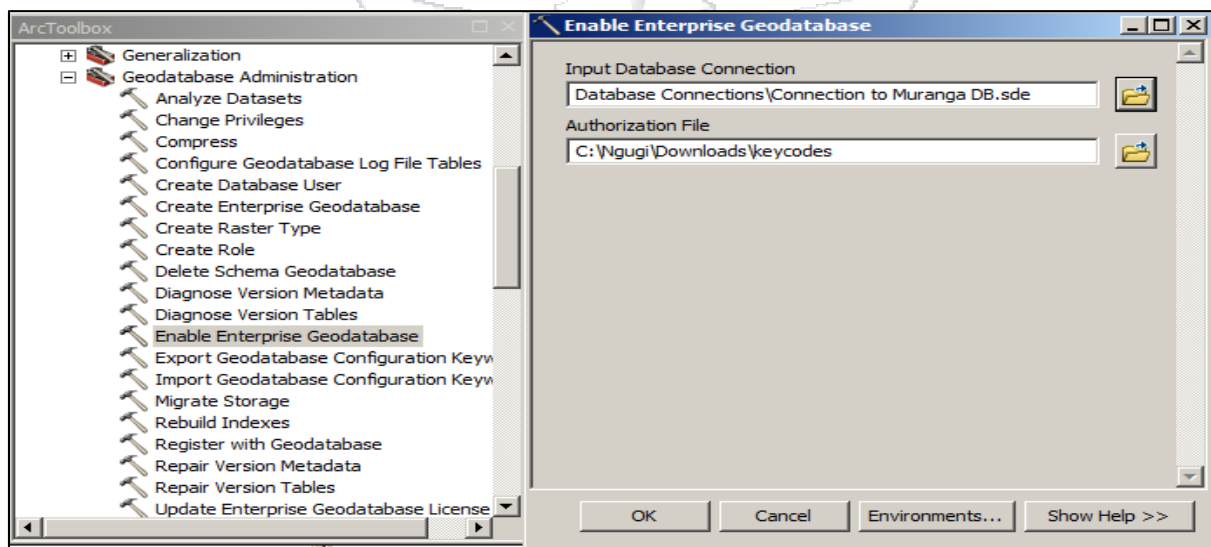 ArcToolbox
Generalization
Geodatabase Administration
Analyze Datasets
Change Privileges
Compress
Configure Geodatabase Log File Tables
Create Database User
Create Enterprise Geodatabase
Create Raster Type
Create Role
Delete Schema Geodatabase
Diagnose Version Metadata
Diagnose Version Tables
Enable Enterprise Geodatabase
Export Geodatabase Configuration Keyw
Import Geodatabase Configuration Keyw
Migrate Storage
Rebuild Indexes
Register with Geodatabase
Repair Version Metadata
Repair Version Tables
Update Enterprise Geodatabase License
Enable Enterprise Geodatabase
Input Database Connection
Database Connections\Connection to Muranga DB.sde
Authorization File
C:\Ngugi\Downloads\keycodes
OK Cancel Environments... Show Help >>